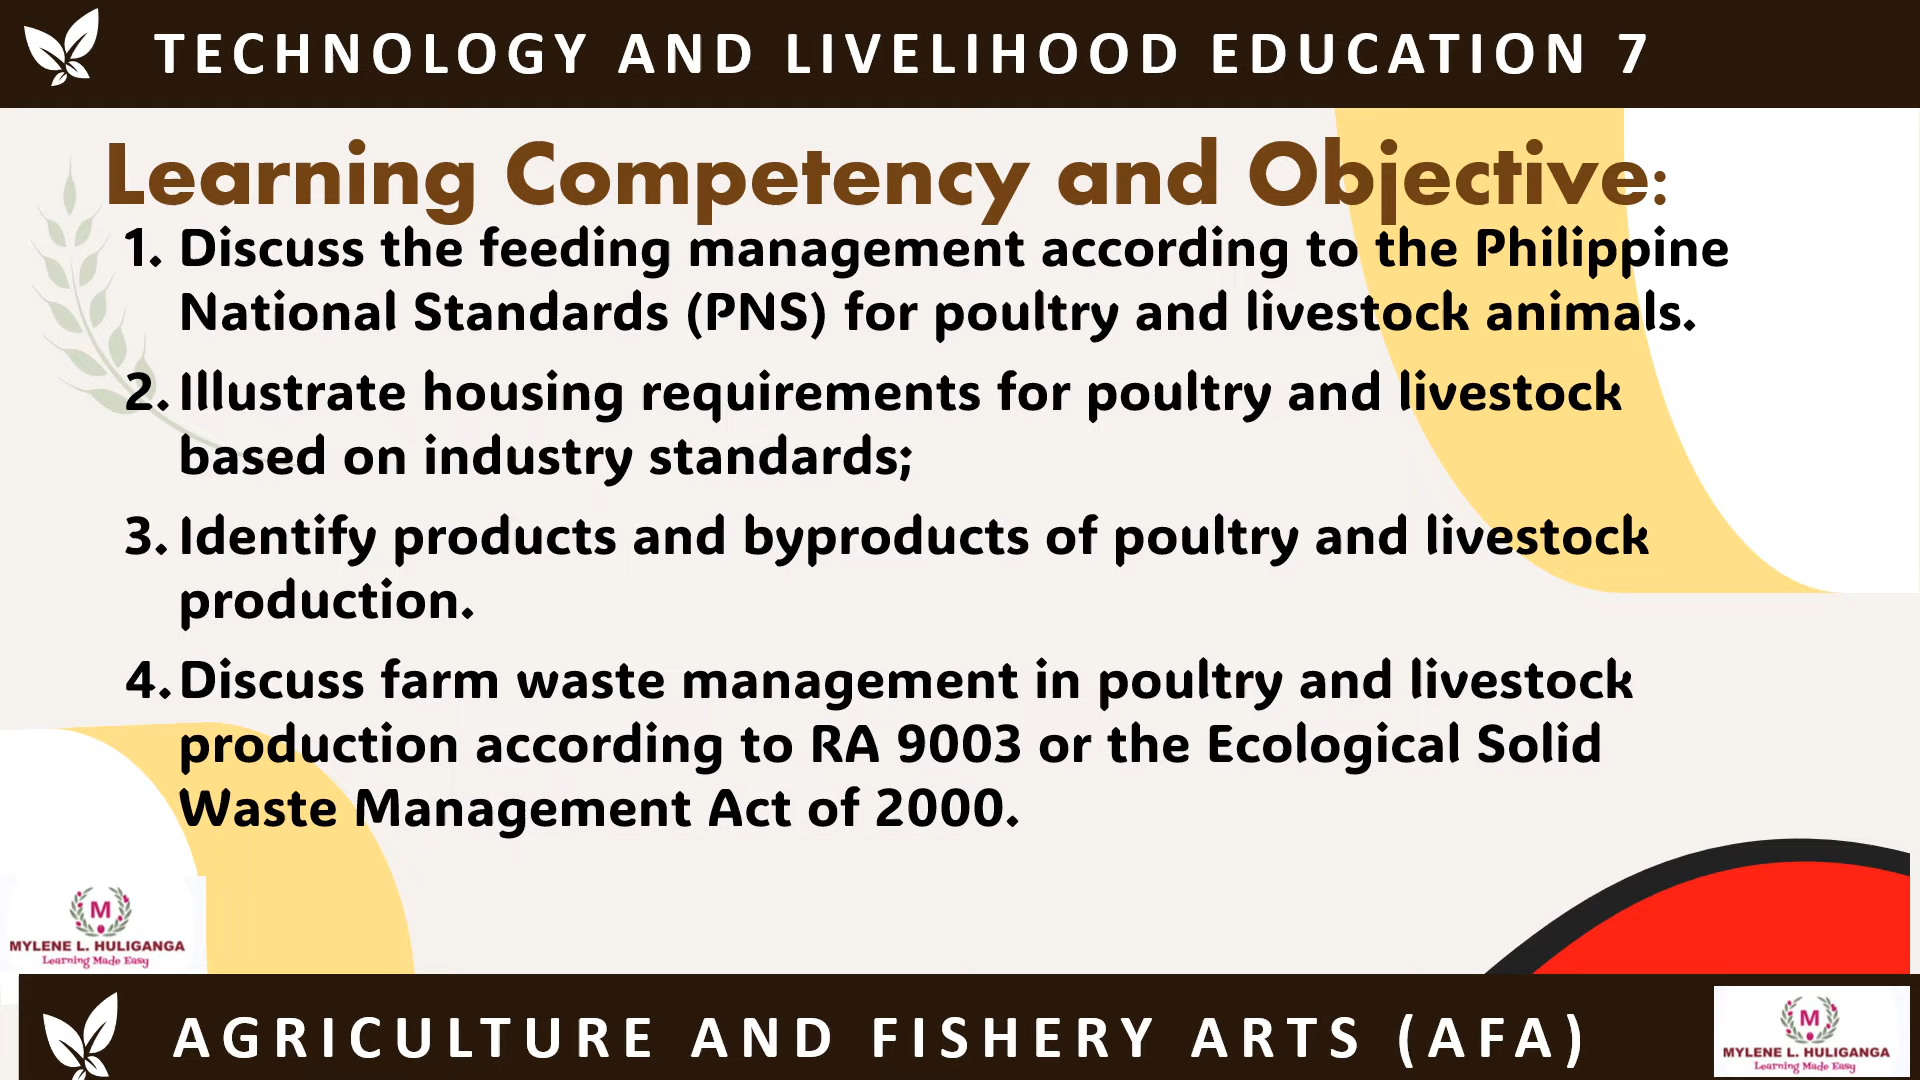 TECHNOLOGY AND LIVELIHOOD EDUCATION 7
Learning Competency and Objective:
1. Discuss the feeding management according to the Philippine
National Standards (PNS) for poultry and livestock animals.
2. Illustrate housing requirements for poultry and livestock
based on industry standards;
3. Identify products and byproducts of poultry and livestock
production.
4. Discuss farm waste management in poultry and livestock
production according to RA 9003 or the Ecological Solid
Waste Management Act of 2000.
M
MYLENE L. HULIGANGA
Learning Made Easy
AGRICULTURE AND FISHERY ARTS (AFA)
M
MYLENE L. HULIGANGA
Learning Made Easy